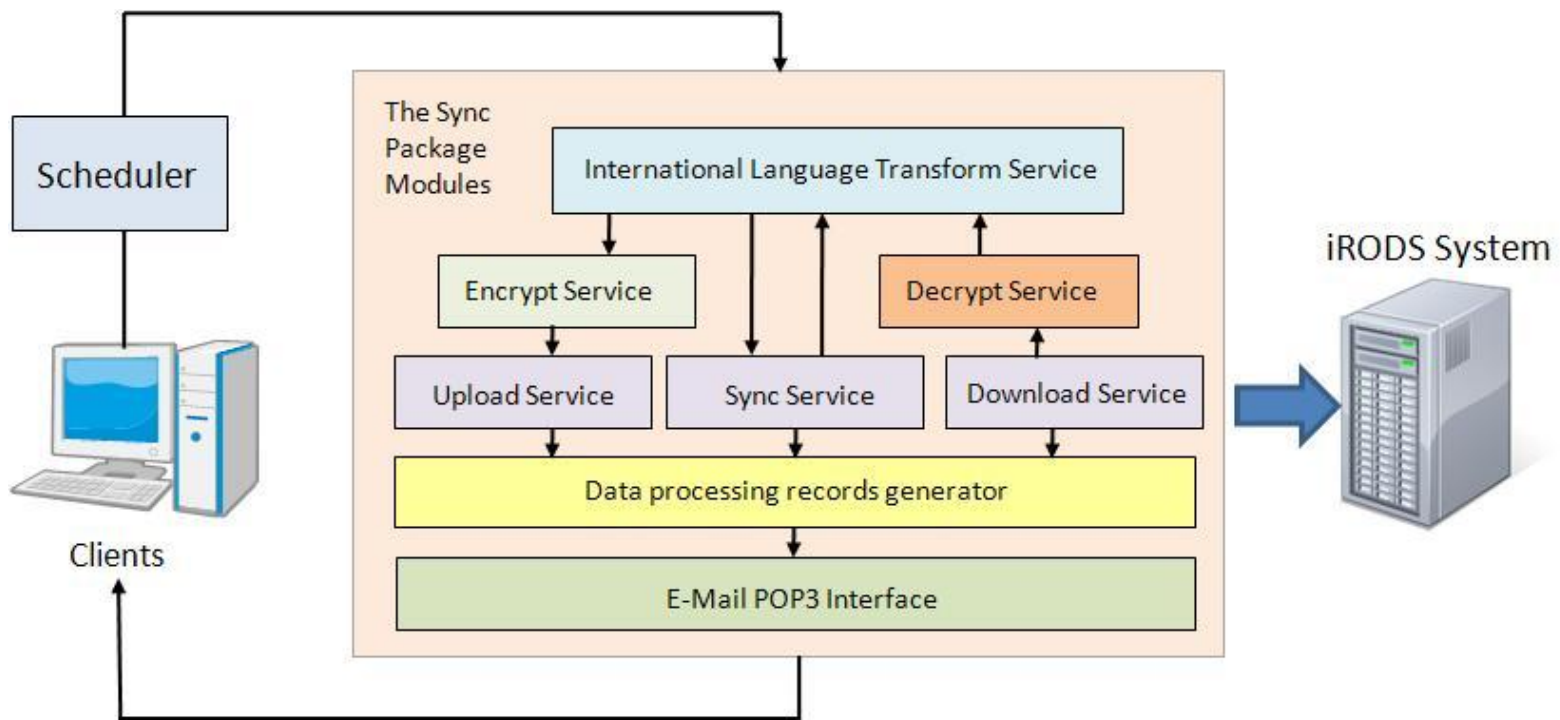 The Sync
Package
Modules
International Language Transform Service
Scheduler
iRODS System
Encrypt Service
Decrypt Service
Upload Service
Sync Service
Download Service
Data processing records generator
Clients
E-Mail POP3 Interface